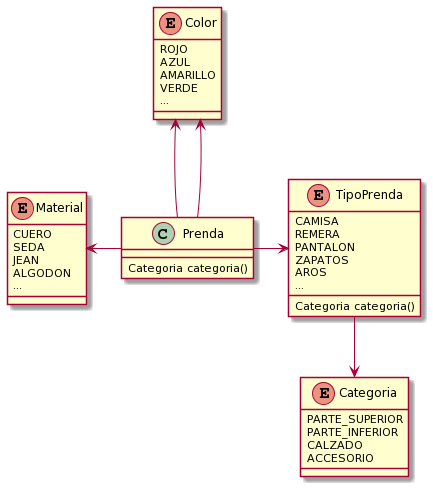 E Color
ROJO
AZUL
AMARILLO
VERDE
...
E Material
CUERO
SEDA
JEAN
ALGODON
...
C Prenda
Categoria categoria()
E TipoPrenda
CAMISA
REMERA
PANTALON
ZAPATOS
AROS
...
Categoria categoria()
E Categoria
PARTE_SUPERIOR
PARTE_INFERIOR
CALZADO
ACCESORIO